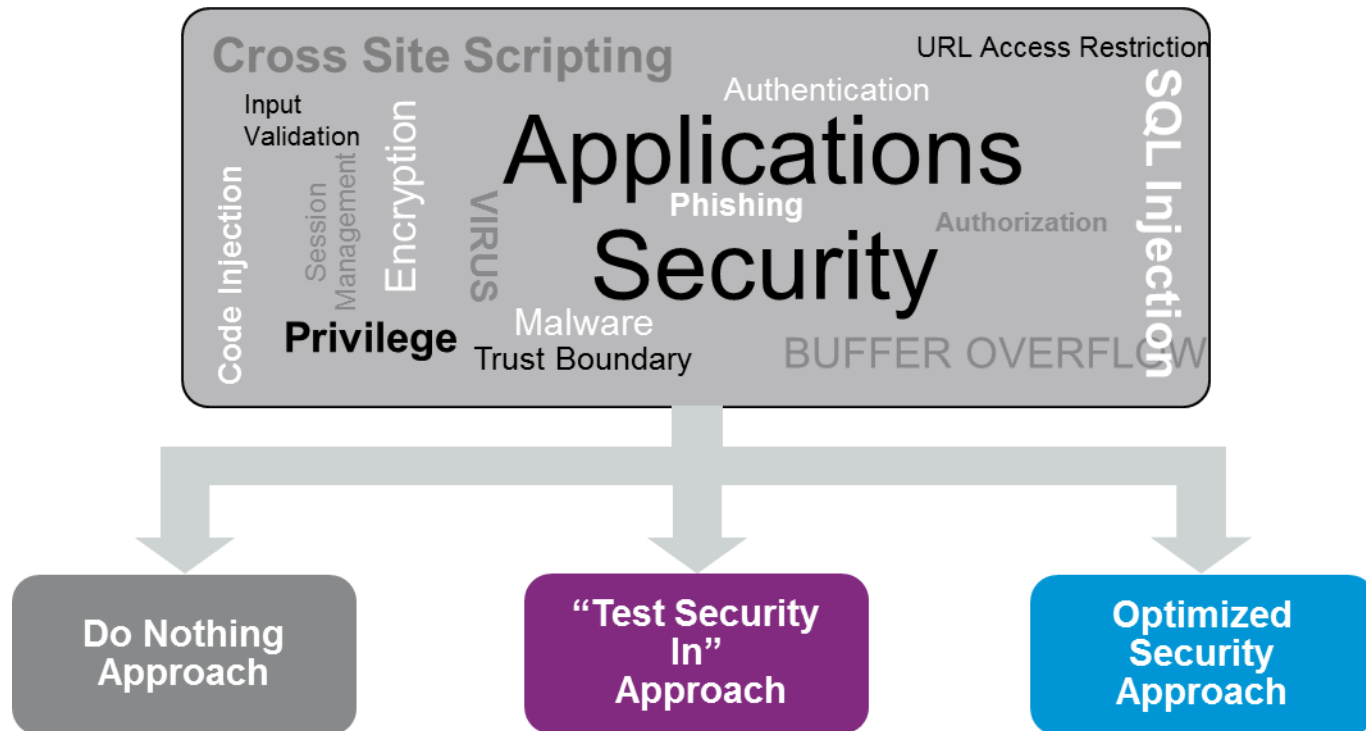 Cross Site Scripting
URL Access Restriction
Input
Validation
Authentication
Applications
Security
Phishing
Authorization
SQL Injection
Encryption
Session
Management
Code Injection
VIRUS
Privilege
Malware
Trust Boundary
BUFFER OVERFLOW
Do Nothing
Approach
“Test Security
In”
Approach
Optimized
Security
Approach